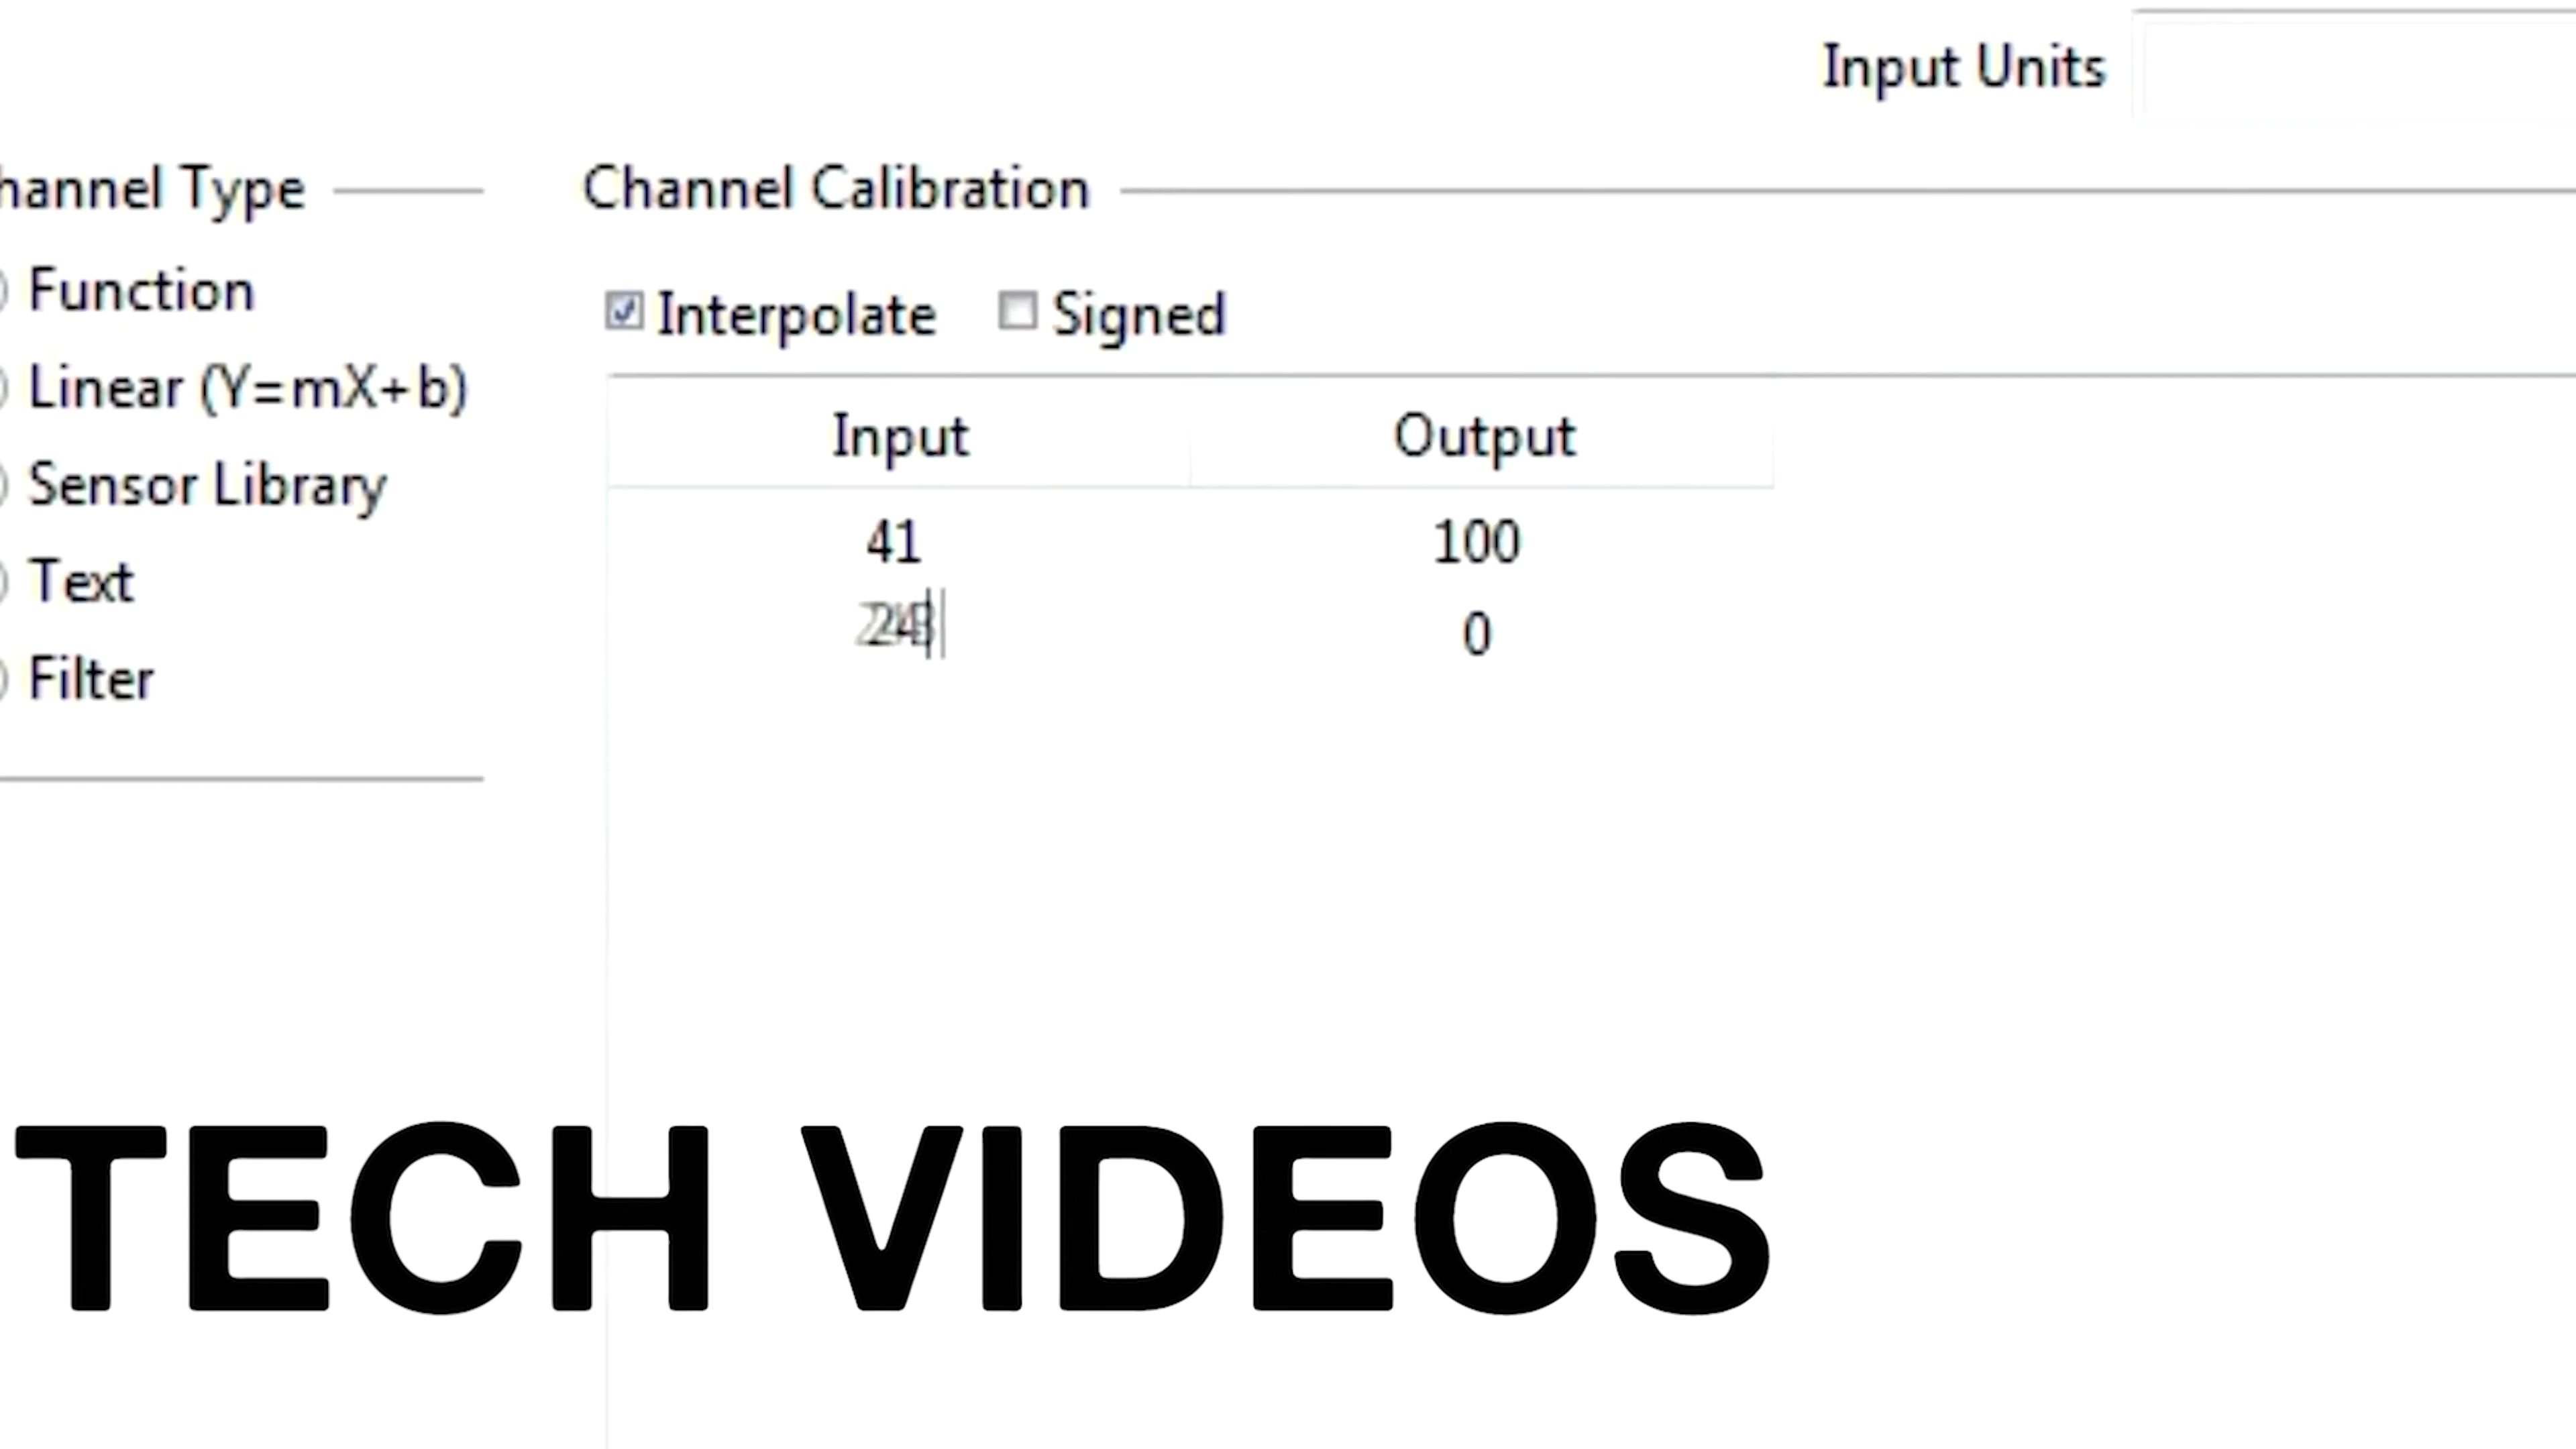 Input Units
hannel Type
Channel Calibration
Function
Interpolate
Signed
Linear (Y=mX+b)
Input
Output
Sensor Library
41
100
Text
0
Filter
TECH VIDEOS